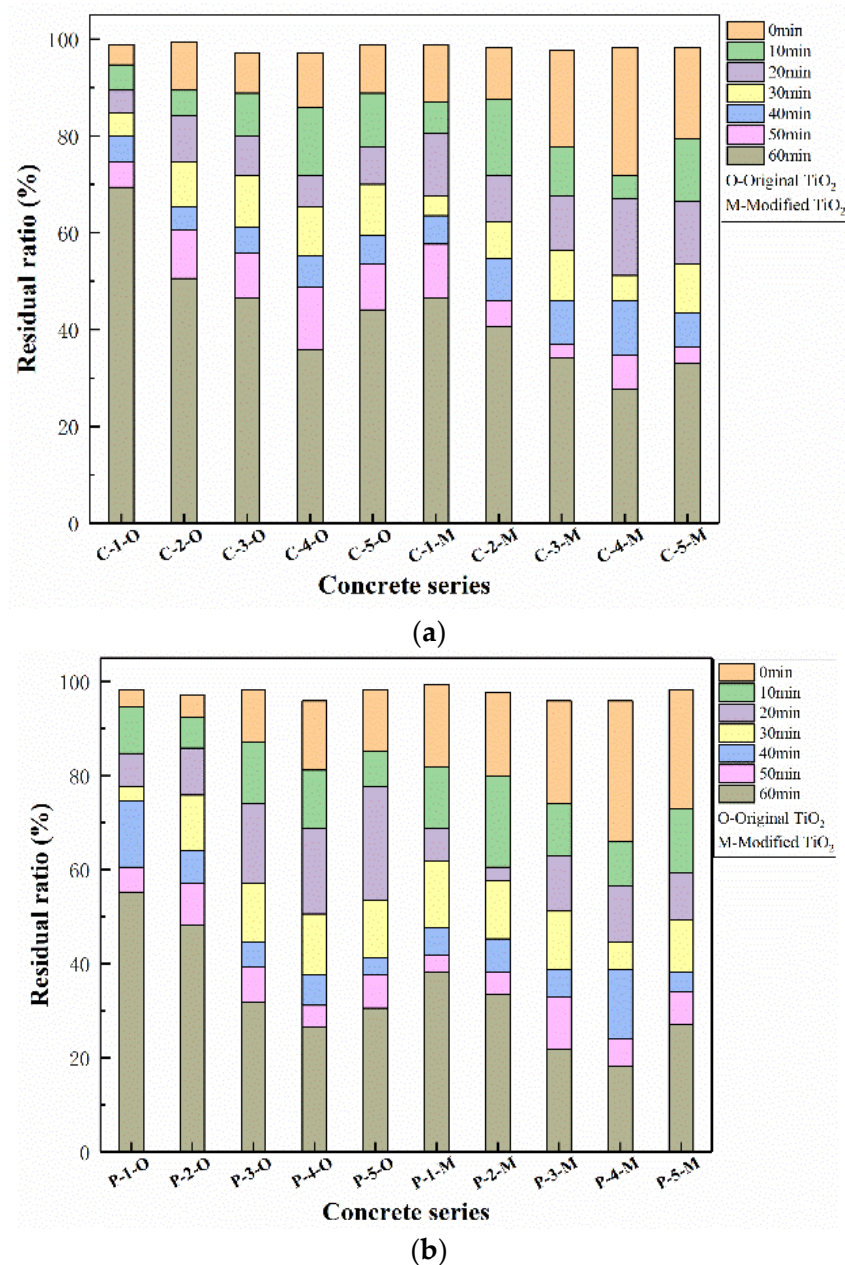 100
80
60
40
20
0
Residual ratio (%)
0min
10min
20min
30min
40min
50min
60min
O-Original TiO₂
M-Modified TiO₂
C-1-O
C-2-O
C-3-O
C-4-O
C-5-O
C-1-M
C-2-M
C-3-M
C-4-M
C-5-M
Concrete series
(a)
100
80
60
40
20
0
Residual ratio (%)
0min
10min
20min
30min
40min
50min
60min
O-Original TiO₂
M-Modified TiO₂
P-1-O
P-2-O
P-3-O
P-4-O
P-5-O
P-1-M
P-2-M
P-3-M
P-4-M
P-5-M
Concrete series
(b)